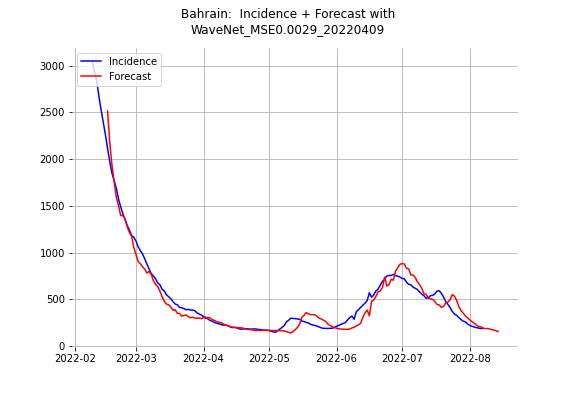 Bahrain:  Incidence + Forecast with
WaveNet_MSE0.0029_20220409
Incidence
Forecast
3000
2500
2000
1500
1000
500
0
2022-02 2022-03 2022-04 2022-05 2022-06 2022-07 2022-08